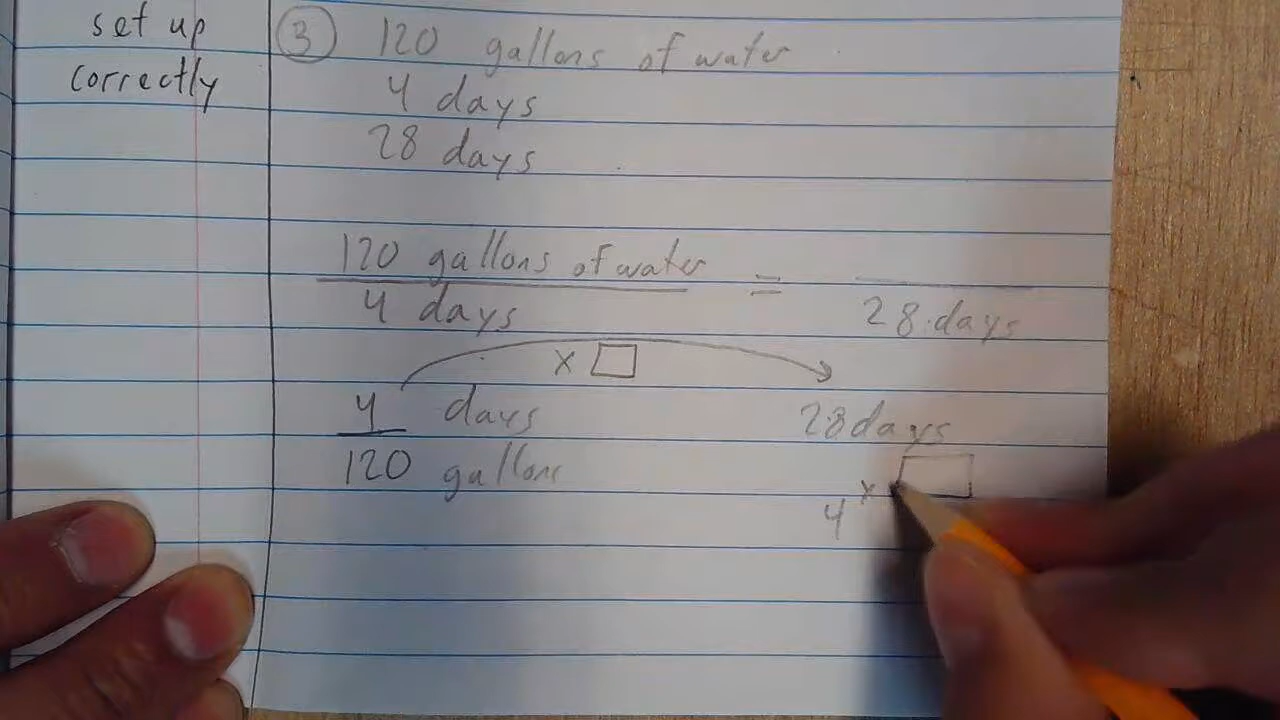 set up
correctly
3 120 gallons of water
4 days
28 days
120 gallons of water
4 days
=
28 days
x
4 days
28 days
120 gallons
4 x